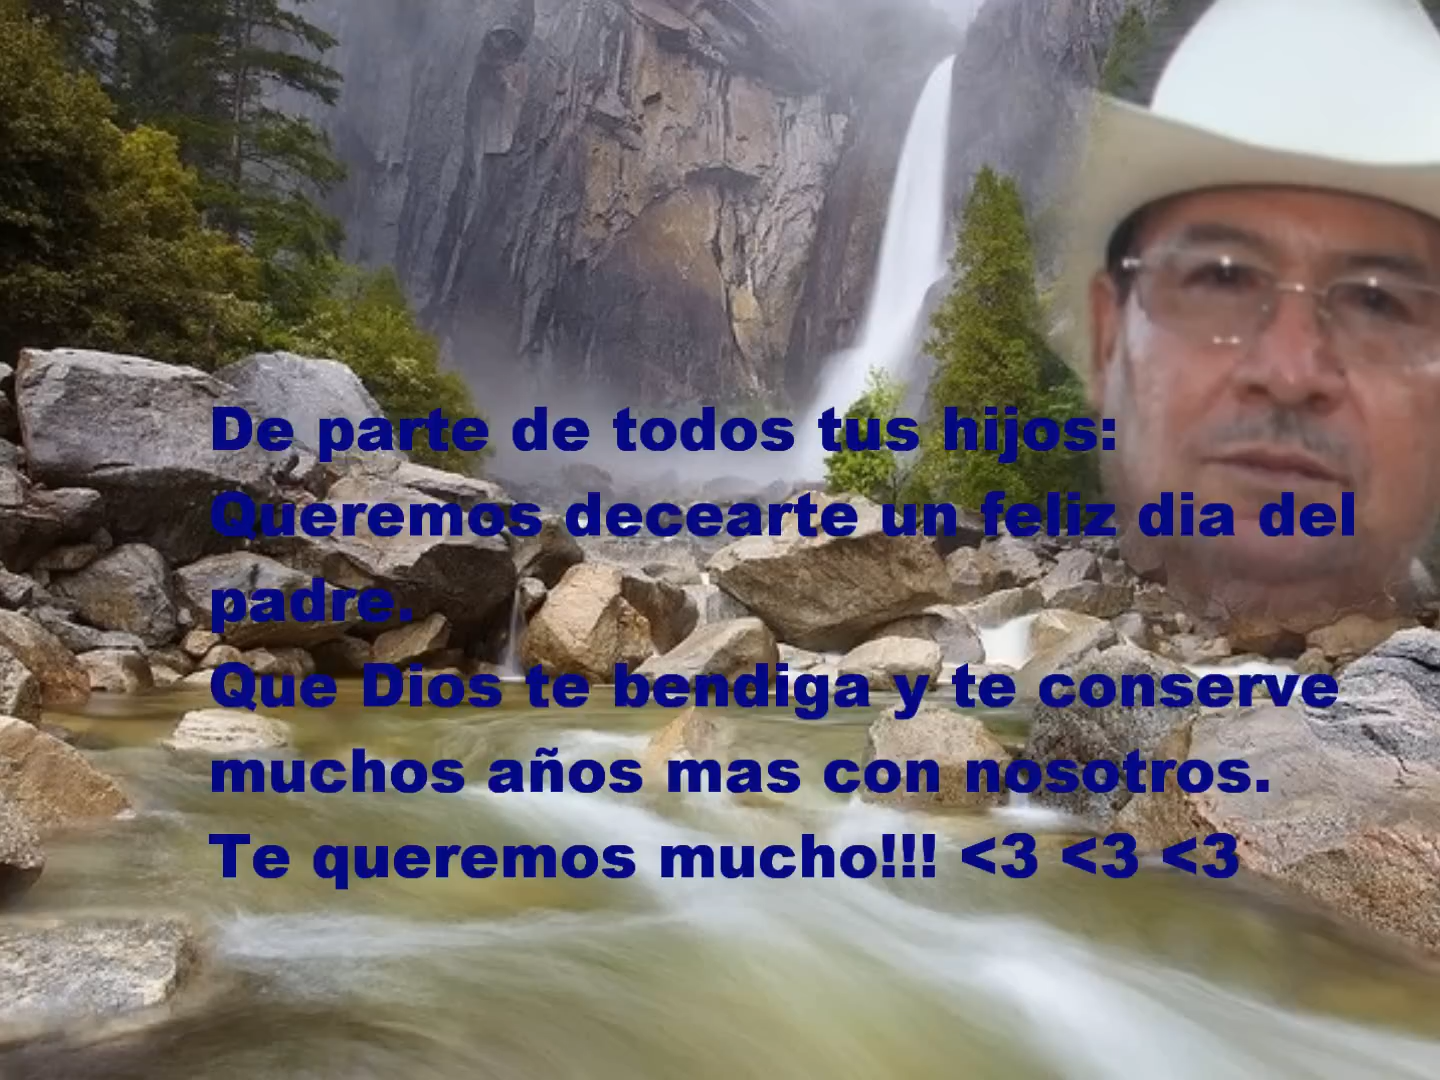 De parte de todos tus hijos:
Queremos decearte un feliz dia del
padre.
Que Dios te bendiga y te conserve
muchos años mas con nosotros.
Te queremos mucho!!! <3 <3 <3